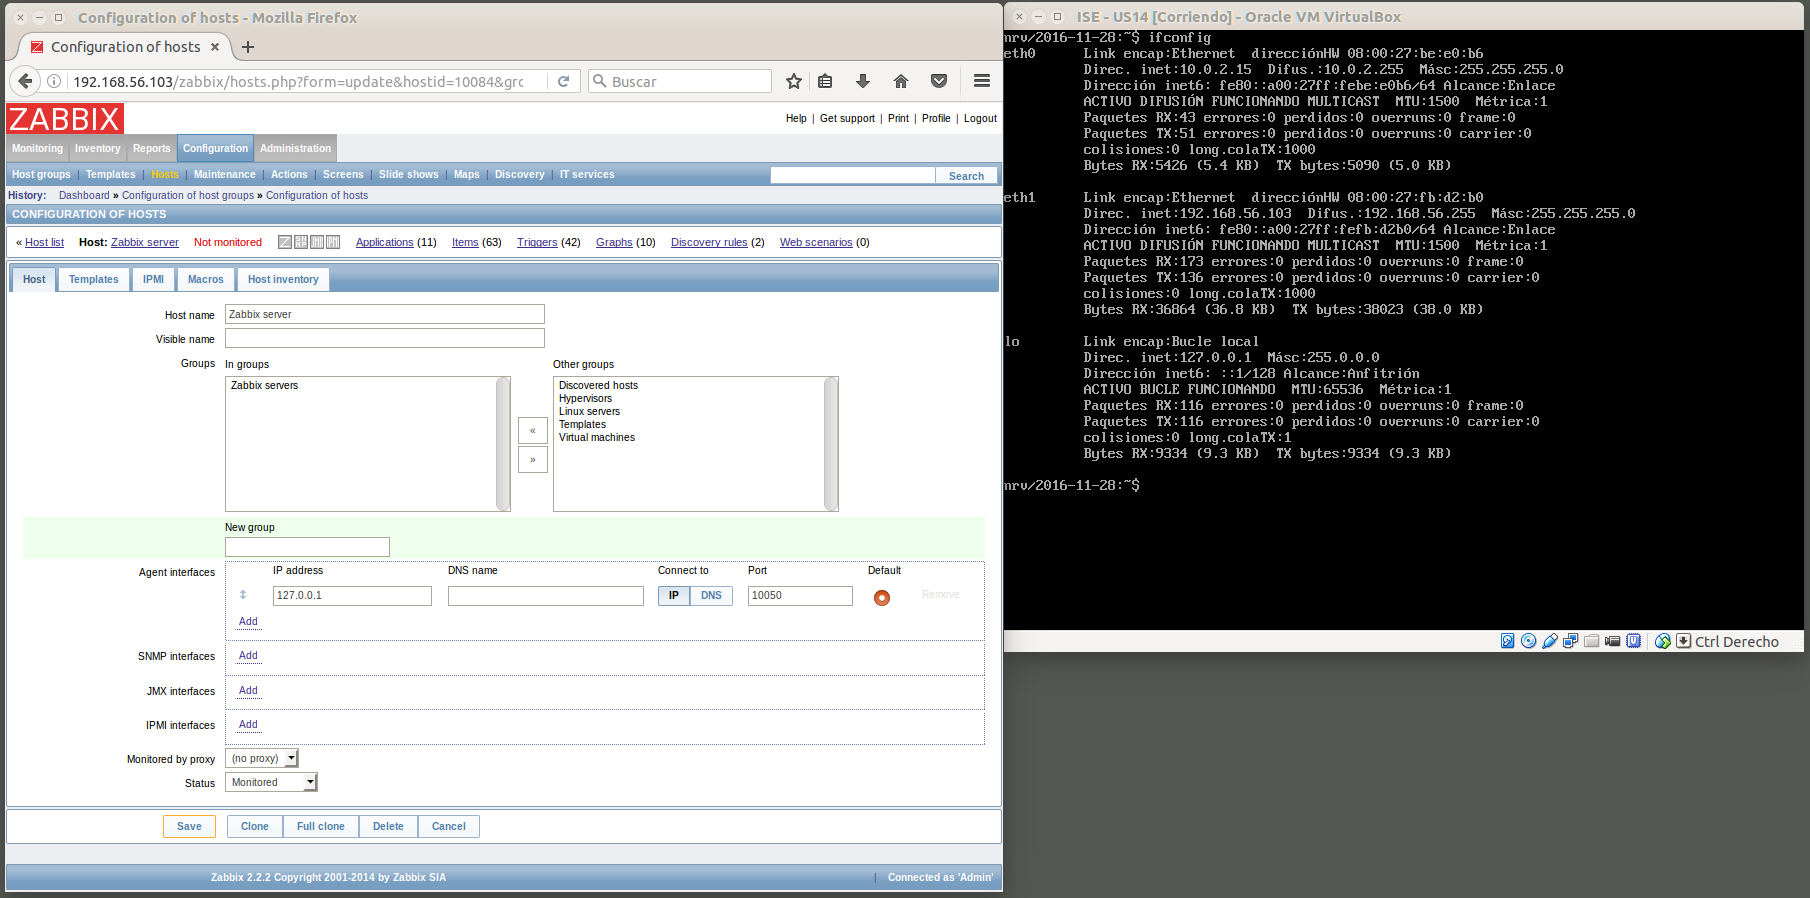 Configuration of hosts - Mozilla Firefox
Configuration of hosts
192.168.56.103/zabbix/hosts.php?form=update&hostid=10084&grc
Buscar
ZABBIX
Help | Get support | Print | Profile | Logout
Monitoring Inventory Reports Configuration Administration
Host groups | Templates | Hosts | Maintenance | Actions | Screens | Slide shows | Maps | Discovery | IT services
Search
History: Dashboard » Configuration of host groups » Configuration of hosts
CONFIGURATION OF HOSTS
« Host list Host: Zabbix server Not monitored Applications (11) Items (63) Triggers (42) Graphs (10) Discovery rules (2) Web scenarios (0)
Host Templates IPMI Macros Host inventory
Host name Zabbix server
Visible name
Groups In groups Other groups
Zabbix servers
Discovered hosts
Hypervisors
Linux servers
Templates
Virtual machines
«
»
New group
Agent interfaces IP address DNS name Connect to Port Default
127.0.0.1 IP DNS 10050 Remove
Add
SNMP interfaces Add
JMX interfaces Add
IPMI interfaces Add
Monitored by proxy (no proxy)
Status Monitored
Save Clone Full clone Delete Cancel
Zabbix 2.2.2 Copyright 2001-2014 by Zabbix SIA | Connected as 'Admin'
ISE - US14 [Corriendo] - Oracle VM VirtualBox
mrv/2016-11-28:~$ ifconfig
eth0 Link encap:Ethernet direcciónHW 08:00:27:be:e0:b6
Direc. inet:10.0.2.15 Difus.:10.0.2.255 Másc:255.255.255.0
Dirección inet6: fe80::a00:27ff:febe:e0b6/64 Alcance:Enlace
ACTIVO DIFUSIÓN FUNCIONANDO MULTICAST MTU:1500 Métrica:1
Paquetes RX:43 errores:0 perdidos:0 overruns:0 frame:0
Paquetes TX:51 errores:0 perdidos:0 overruns:0 carrier:0
colisiones:0 long.colaTX:1000
Bytes RX:5426 (5.4 KB) TX bytes:5090 (5.0 KB)
eth1 Link encap:Ethernet direcciónHW 08:00:27:fb:d2:b0
Direc. inet:192.168.56.103 Difus.:192.168.56.255 Másc:255.255.255.0
Dirección inet6: fe80::a00:27ff:fefb:d2b0/64 Alcance:Enlace
ACTIVO DIFUSIÓN FUNCIONANDO MULTICAST MTU:1500 Métrica:1
Paquetes RX:173 errores:0 perdidos:0 overruns:0 frame:0
Paquetes TX:136 errores:0 perdidos:0 overruns:0 carrier:0
colisiones:0 long.colaTX:1000
Bytes RX:36864 (36.8 KB) TX bytes:38023 (38.0 KB)
lo Link encap:Bucle local
Direc. inet:127.0.0.1 Másc:255.0.0.0
Dirección inet6: ::1/128 Alcance:Anfitrión
ACTIVO BUCLE FUNCIONANDO MTU:65536 Métrica:1
Paquetes RX:116 errores:0 perdidos:0 overruns:0 frame:0
Paquetes TX:116 errores:0 perdidos:0 overruns:0 carrier:0
colisiones:0 long.colaTX:1
Bytes RX:9334 (9.3 KB) TX bytes:9334 (9.3 KB)
mrv/2016-11-28:~$
Ctrl Derecho